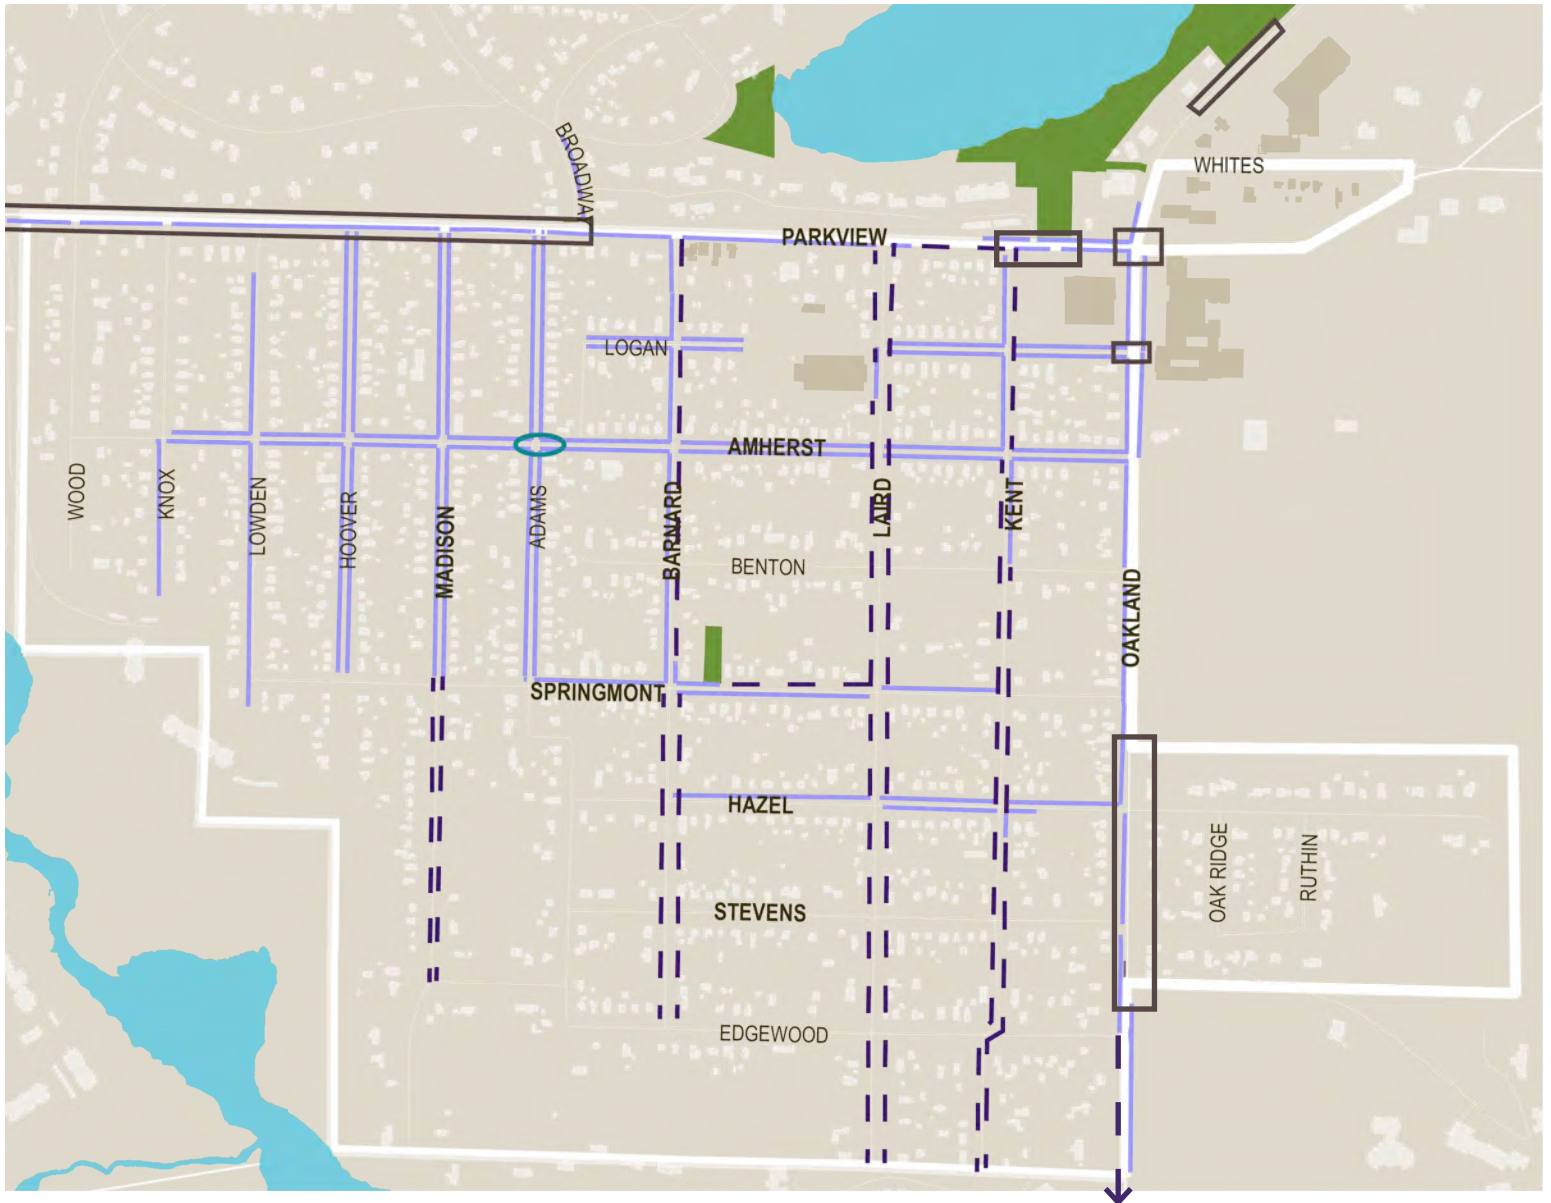 BROADWAY
WHITES
PARKVIEW
LOGAN
AMHERST
WOOD
KNOX
LOWDEN
HOOVER
MADISON
ADAMS
BARNARD
LAIRD
KENT
BENTON
OAKLAND
SPRINGMONT
HAZEL
OAK RIDGE
RUTHIN
STEVENS
EDGEWOOD